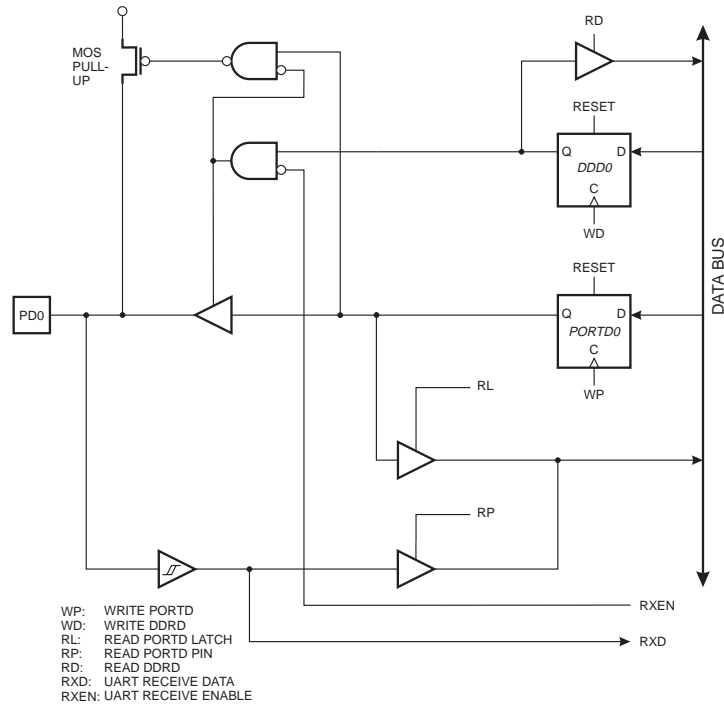 RD
MOS
PULL-
UP
RESET
Q D
DDD0
C
WD
DATA BUS
RESET
PD0
Q D
PORTD0
C
WP
RL
RP
WP: WRITE PORTD
WD: WRITE DDRD
RL: READ PORTD LATCH
RP: READ PORTD PIN
RD: READ DDRD
RXD: UART RECEIVE DATA
RXEN: UART RECEIVE ENABLE
RXEN
RXD